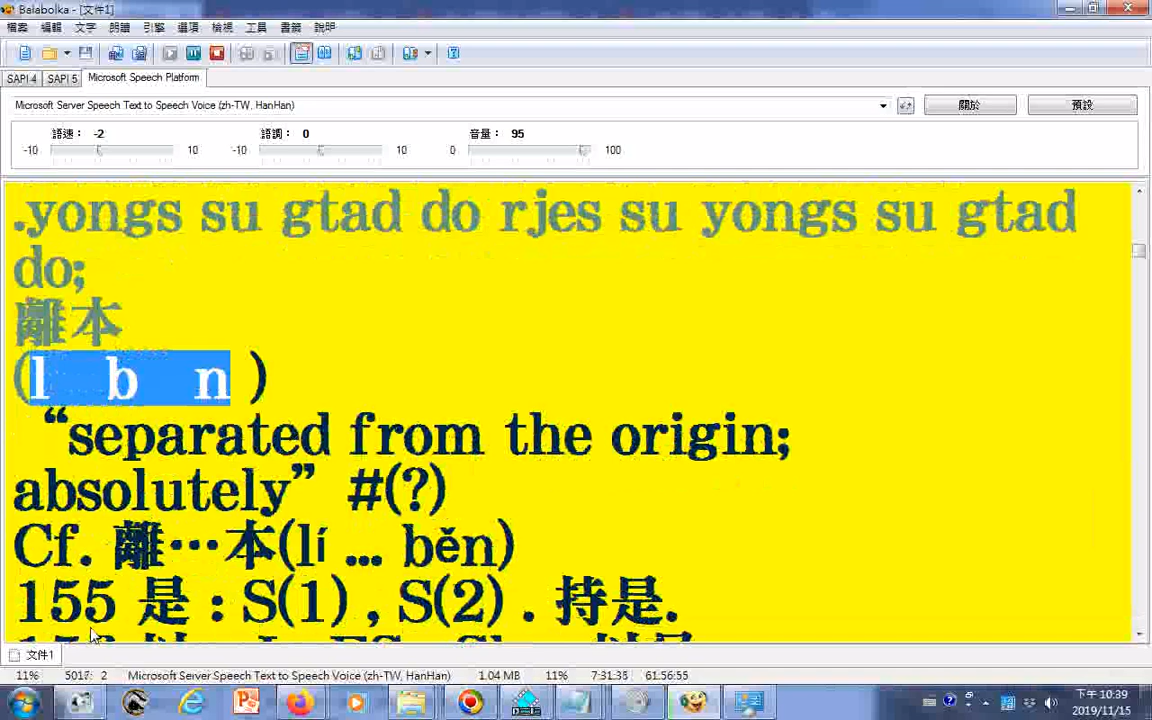 Balabolka - [文件1]
檔案 編輯 文字 朗讀 引擎 選項 檢視 工具 書籤 說明
SAPI 4 SAPI 5 Microsoft Speech Platform
Microsoft Server Speech Text to Speech Voice (zh-TW, HanHan) 關於 預設
語速： -2 語調： 0 音量： 95
-10 10 -10 10 0 100
.yongs su gtad do rjes su yongs su gtad
do;
離本
(l b n )
“separated from the origin;
absolutely” #(?)
Cf. 離…本(lí ... běn)
155 是 : S(1) , S(2) . 持是.
文件1
11% 5017: 2 Microsoft Server Speech Text to Speech Voice (zh-TW, HanHan) 1.04 MB 11% 7:31:38 61:56:55
下午 10:39
2019/11/15